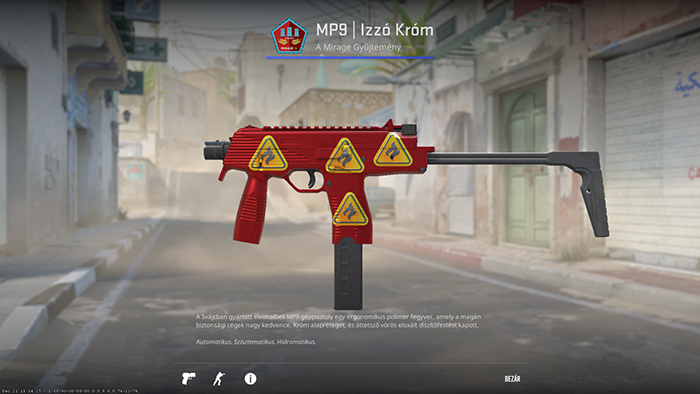 MP9 | Izzó Króm
A Mirage Gyűjtemény
MIRAGE
A Svájcban gyártott élvonalbeli MP9 géppisztoly egy ergonomikus polimer fegyver, amely a magán
biztonsági cégek nagy kedvence. Króm alapréteget, és áttetsző vörös eloxált díszítőfestést kapott.
Automatikus. Szisztematikus. Hidromatikus.
BEZÁR